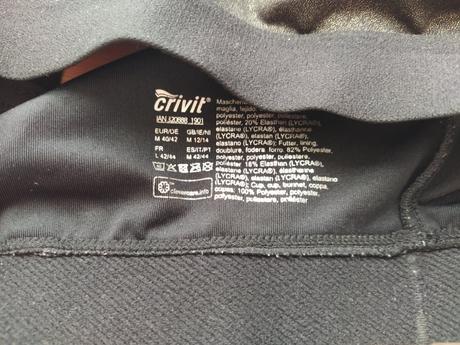 crivit®
IAN 320888_1901
EUR/DE GB/IE/NI
M 40/42 M 12/14
FR ES/IT/PT
L 42/44 M 42/44
clevercare.info
maglia, tejido
polyester, polyester, poliestere,
poliéster, 20% Elasthan (LYCRA®),
elastane (LYCRA®), élasthanne
(LYCRA®), elastan (LYCRA®),
elastano (LYCRA®); Futter, lining,
doublure, fodera, forro: 82% Polyester,
polyester, polyester, poliestere,
poliéster, 18% Elasthan (LYCRA®),
elastane (LYCRA®), élasthanne
(LYCRA®), elastan (LYCRA®), elastano
(LYCRA®); Cup, cup, bonnet, coppa,
copas: 100% Polyester, polyester,
polyester, poliestere, poliéster